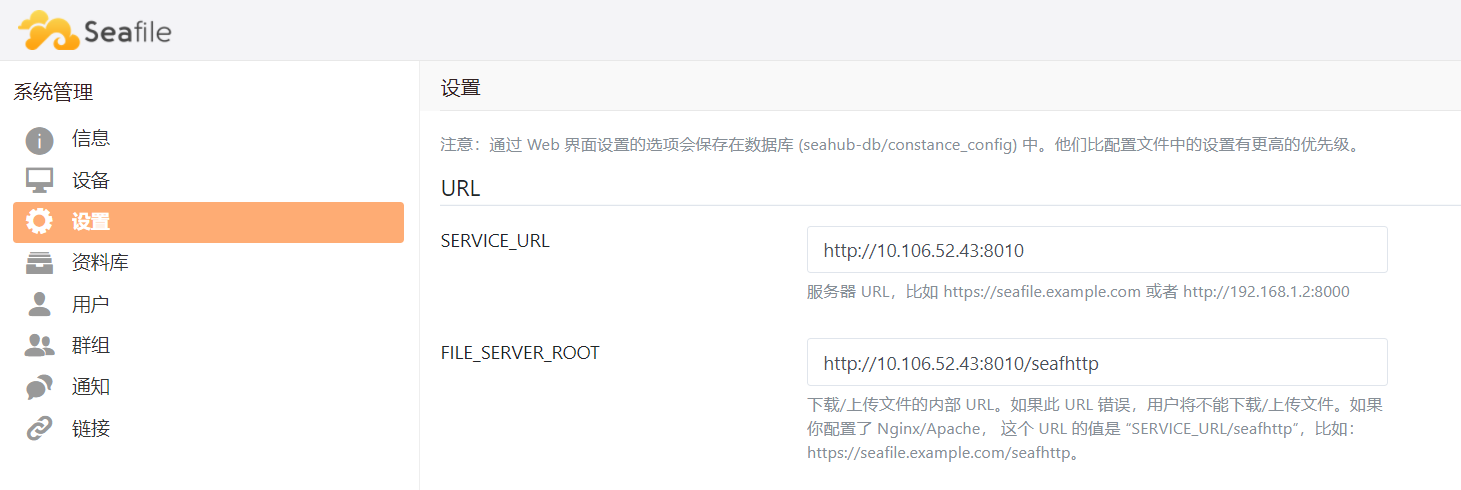 Seafile
系统管理
信息
设备
设置
资料库
用户
群组
通知
链接
设置
注意：通过 Web 界面设置的选项会保存在数据库 (seahub-db/constance_config) 中。他们比配置文件中的设置有更高的优先级。
URL
SERVICE_URL
http://10.106.52.43:8010
服务器 URL，比如 https://seafile.example.com 或者 http://192.168.1.2:8000
FILE_SERVER_ROOT
http://10.106.52.43:8010/seafhttp
下载/上传文件的内部 URL。如果此 URL 错误，用户将不能下载/上传文件。如果
你配置了 Nginx/Apache， 这个 URL 的值是 “SERVICE_URL/seafhttp”，比如：
https://seafile.example.com/seafhttp。